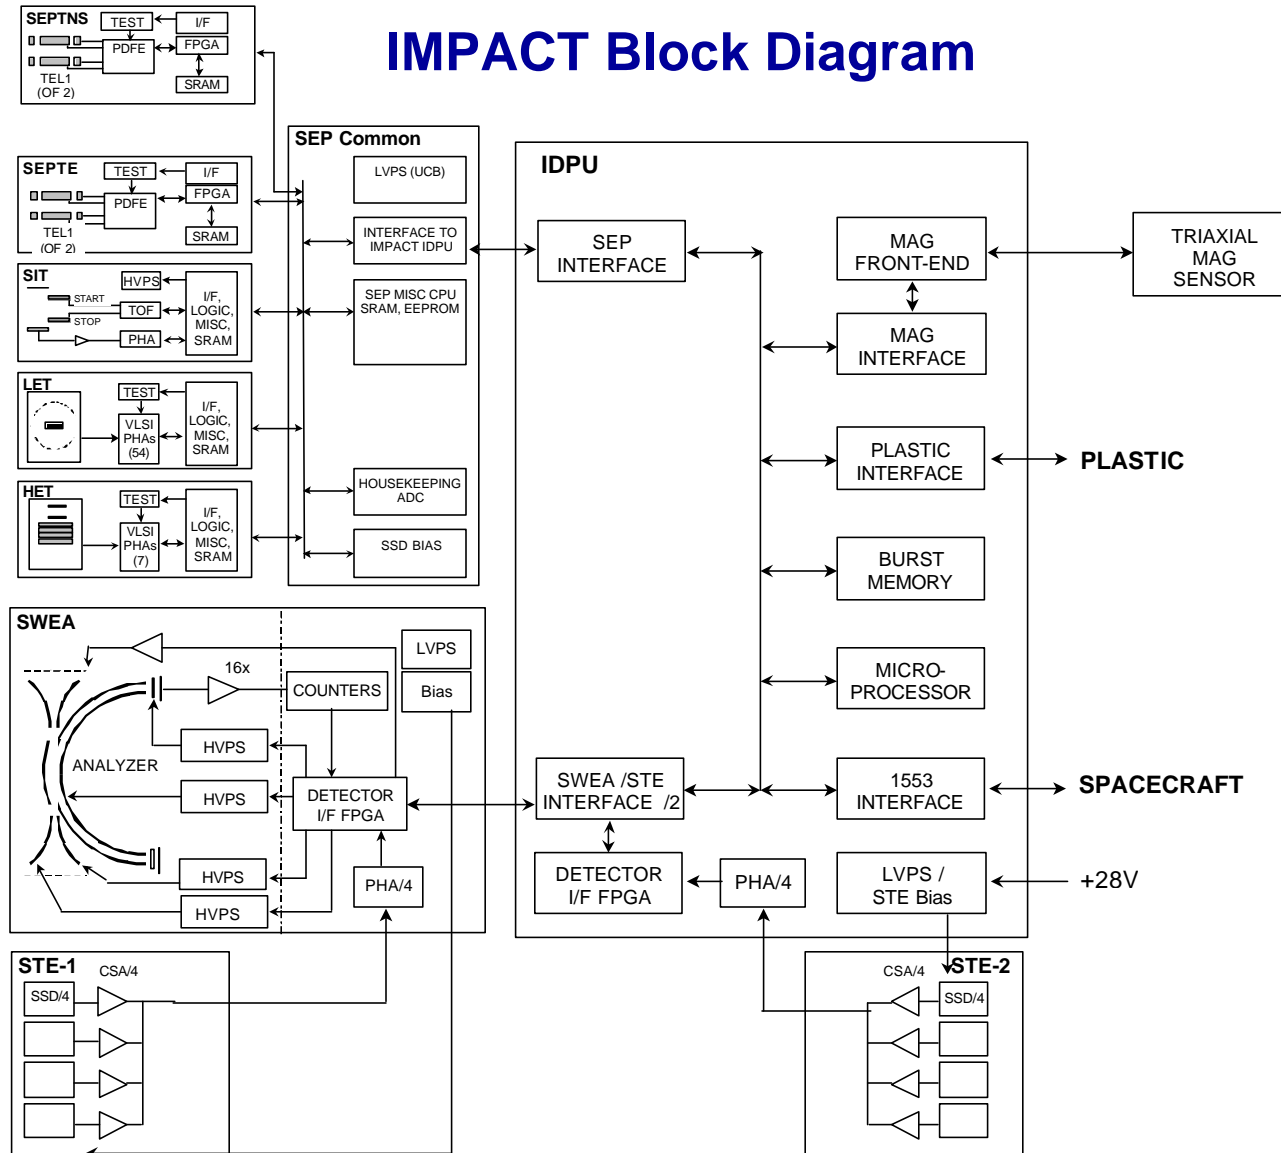 IMPACT Block Diagram
SEPTNS
TEST
I/F
PDFE
FPGA
SRAM
TEL1
(OF 2)
SEPTE
TEST
I/F
PDFE
FPGA
SRAM
TEL1
(OF 2)
SIT
HVPS
START
TOF
STOP
PHA
I/F,
LOGIC,
MISC,
SRAM
LET
TEST
VLSI
PHAs
(54)
I/F,
LOGIC,
MISC,
SRAM
HET
TEST
VLSI
PHAs
(7)
I/F,
LOGIC,
MISC,
SRAM
SEP Common
LVPS (UCB)
INTERFACE TO
IMPACT IDPU
SEP MISC CPU
SRAM, EEPROM
HOUSEKEEPING
ADC
SSD BIAS
IDPU
SEP
INTERFACE
MAG
FRONT-END
MAG
INTERFACE
PLASTIC
INTERFACE
BURST
MEMORY
MICRO-
PROCESSOR
1553
INTERFACE
SWEA /STE
INTERFACE /2
DETECTOR
I/F FPGA
PHA/4
LVPS /
STE Bias
TRIAXIAL
MAG
SENSOR
PLASTIC
SPACECRAFT
+28V
SWEA
LVPS
Bias
16x
COUNTERS
HVPS
ANALYZER
HVPS
DETECTOR
I/F FPGA
HVPS
HVPS
PHA/4
STE-1
CSA/4
SSD/4
STE-2
CSA/4
SSD/4